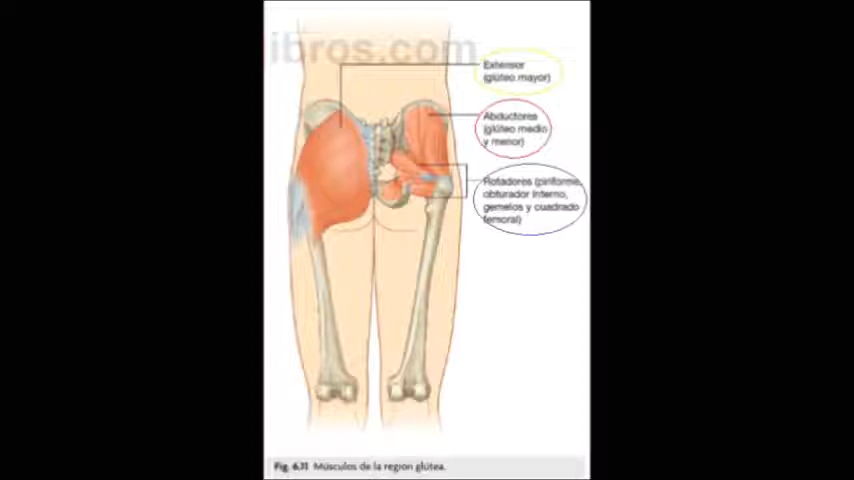 ibros.com
Extensor
(glúteo mayor)
Abductores
(glúteo medio
y menor)
Rotadores (piriforme,
obturador interno,
gemelos y cuadrado
femoral)
Fig. 6.11 Músculos de la region glútea.